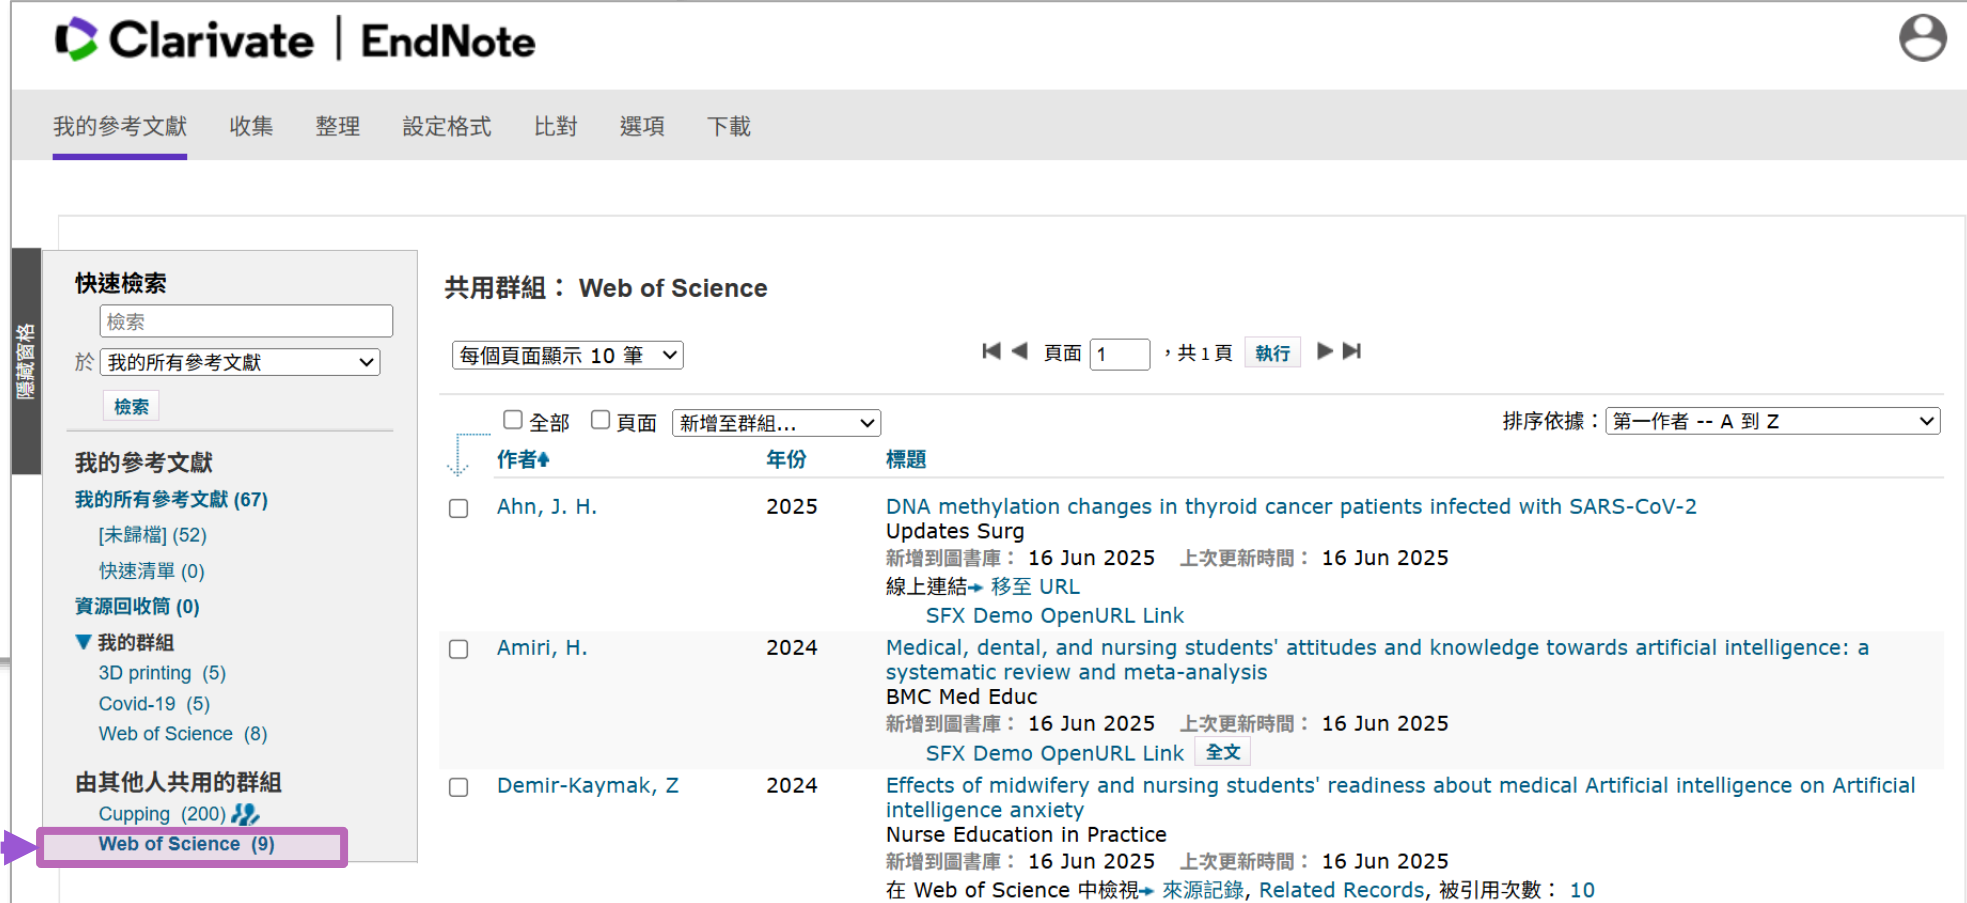 Clarivate | EndNote
我的參考文獻 收集 整理 設定格式 比對 選項 下載
隱藏窗格
快速檢索
檢索
於 我的所有參考文獻
檢索
我的參考文獻
我的所有參考文獻 (67)
[未歸檔] (52)
快速清單 (0)
資源回收筒 (0)
我的群組
3D printing (5)
Covid-19 (5)
Web of Science (8)
由其他人共用的群組
Cupping (200)
Web of Science (9)
共用群組： Web of Science
每個頁面顯示 10 筆 頁面 1 ，共 1 頁 執行
全部 頁面 新增至群組... 排序依據： 第一作者 -- A 到 Z
作者 年份 標題
Ahn, J. H. 2025 DNA methylation changes in thyroid cancer patients infected with SARS-CoV-2
Updates Surg
新增到圖書庫： 16 Jun 2025 上次更新時間： 16 Jun 2025
線上連結 移至 URL
SFX Demo OpenURL Link
Amiri, H. 2024 Medical, dental, and nursing students' attitudes and knowledge towards artificial intelligence: a
systematic review and meta-analysis
BMC Med Educ
新增到圖書庫： 16 Jun 2025 上次更新時間： 16 Jun 2025
SFX Demo OpenURL Link 全文
Demir-Kaymak, Z 2024 Effects of midwifery and nursing students' readiness about medical Artificial intelligence on Artificial
intelligence anxiety
Nurse Education in Practice
新增到圖書庫： 16 Jun 2025 上次更新時間： 16 Jun 2025
在 Web of Science 中檢視 來源記錄, Related Records, 被引用次數： 10